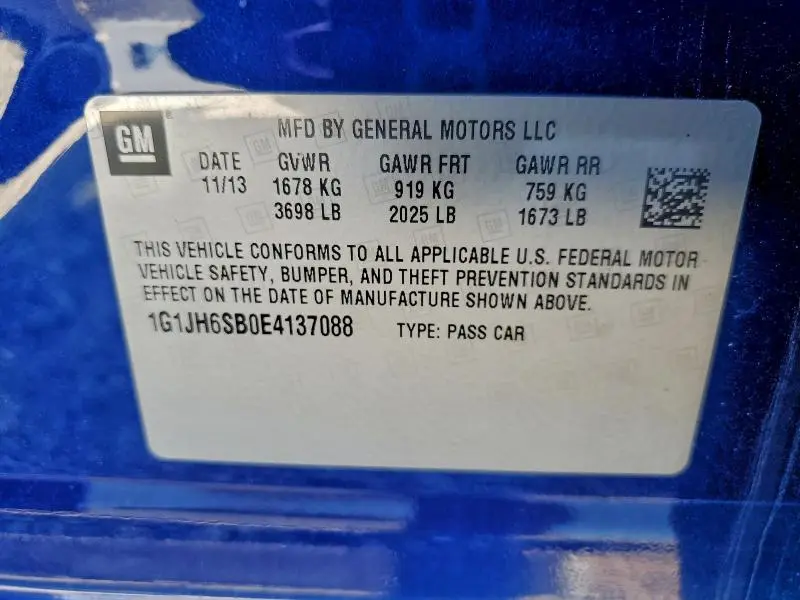 GM
MFD BY GENERAL MOTORS LLC
DATE GVWR GAWR FRT GAWR RR
11/13 1678 KG 919 KG 759 KG
3698 LB 2025 LB 1673 LB
THIS VEHICLE CONFORMS TO ALL APPLICABLE U.S. FEDERAL MOTOR
VEHICLE SAFETY, BUMPER, AND THEFT PREVENTION STANDARDS IN
EFFECT ON THE DATE OF MANUFACTURE SHOWN ABOVE.
1G1JH6SB0E4137088 TYPE: PASS CAR